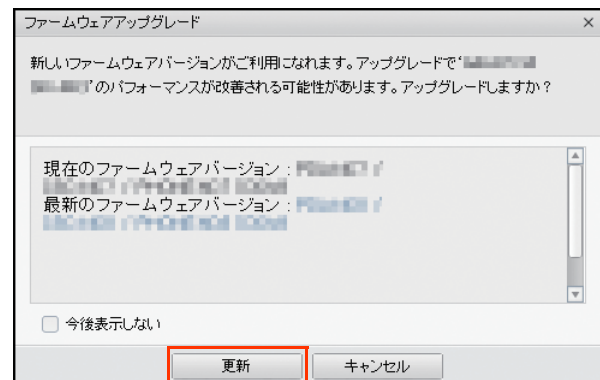 ファームウェアアップグレード
新しいファームウェアバージョンがご利用になれます。アップグレードで'
'のパフォーマンスが改善される可能性があります。アップグレードしますか？
現在のファームウェアバージョン :
最新のファームウェアバージョン :
今後表示しない
更新 キャンセル